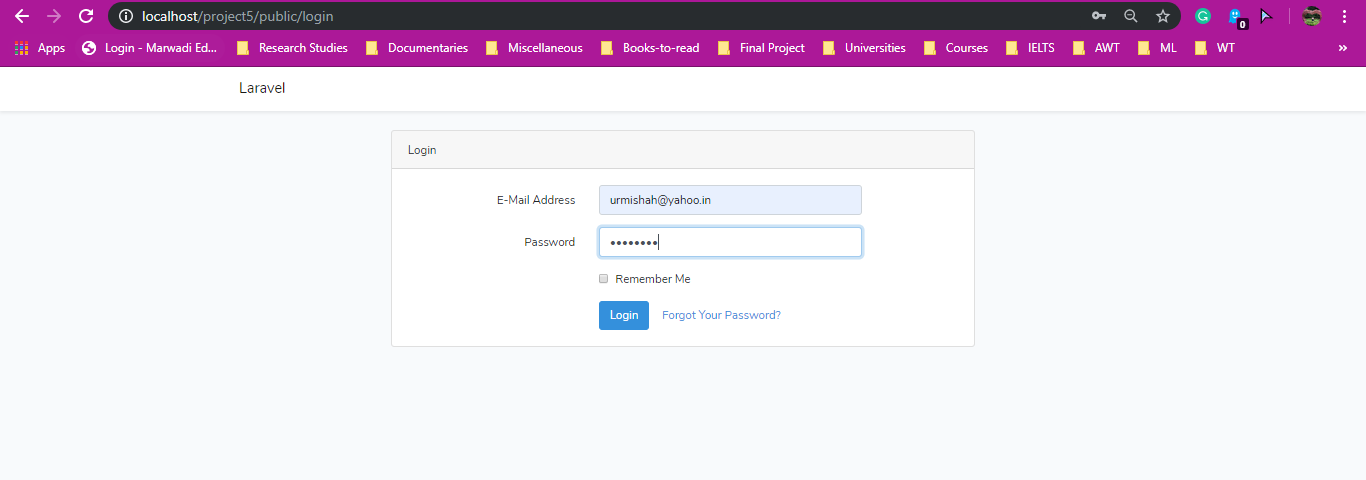 localhost/project5/public/login
0
Apps Login - Marwadi Ed... Research Studies Documentaries Miscellaneous Books-to-read Final Project Universities Courses IELTS AWT ML WT »
Laravel
Login
E-Mail Address urmishah@yahoo.in
Password ••••••••
Remember Me
Login Forgot Your Password?